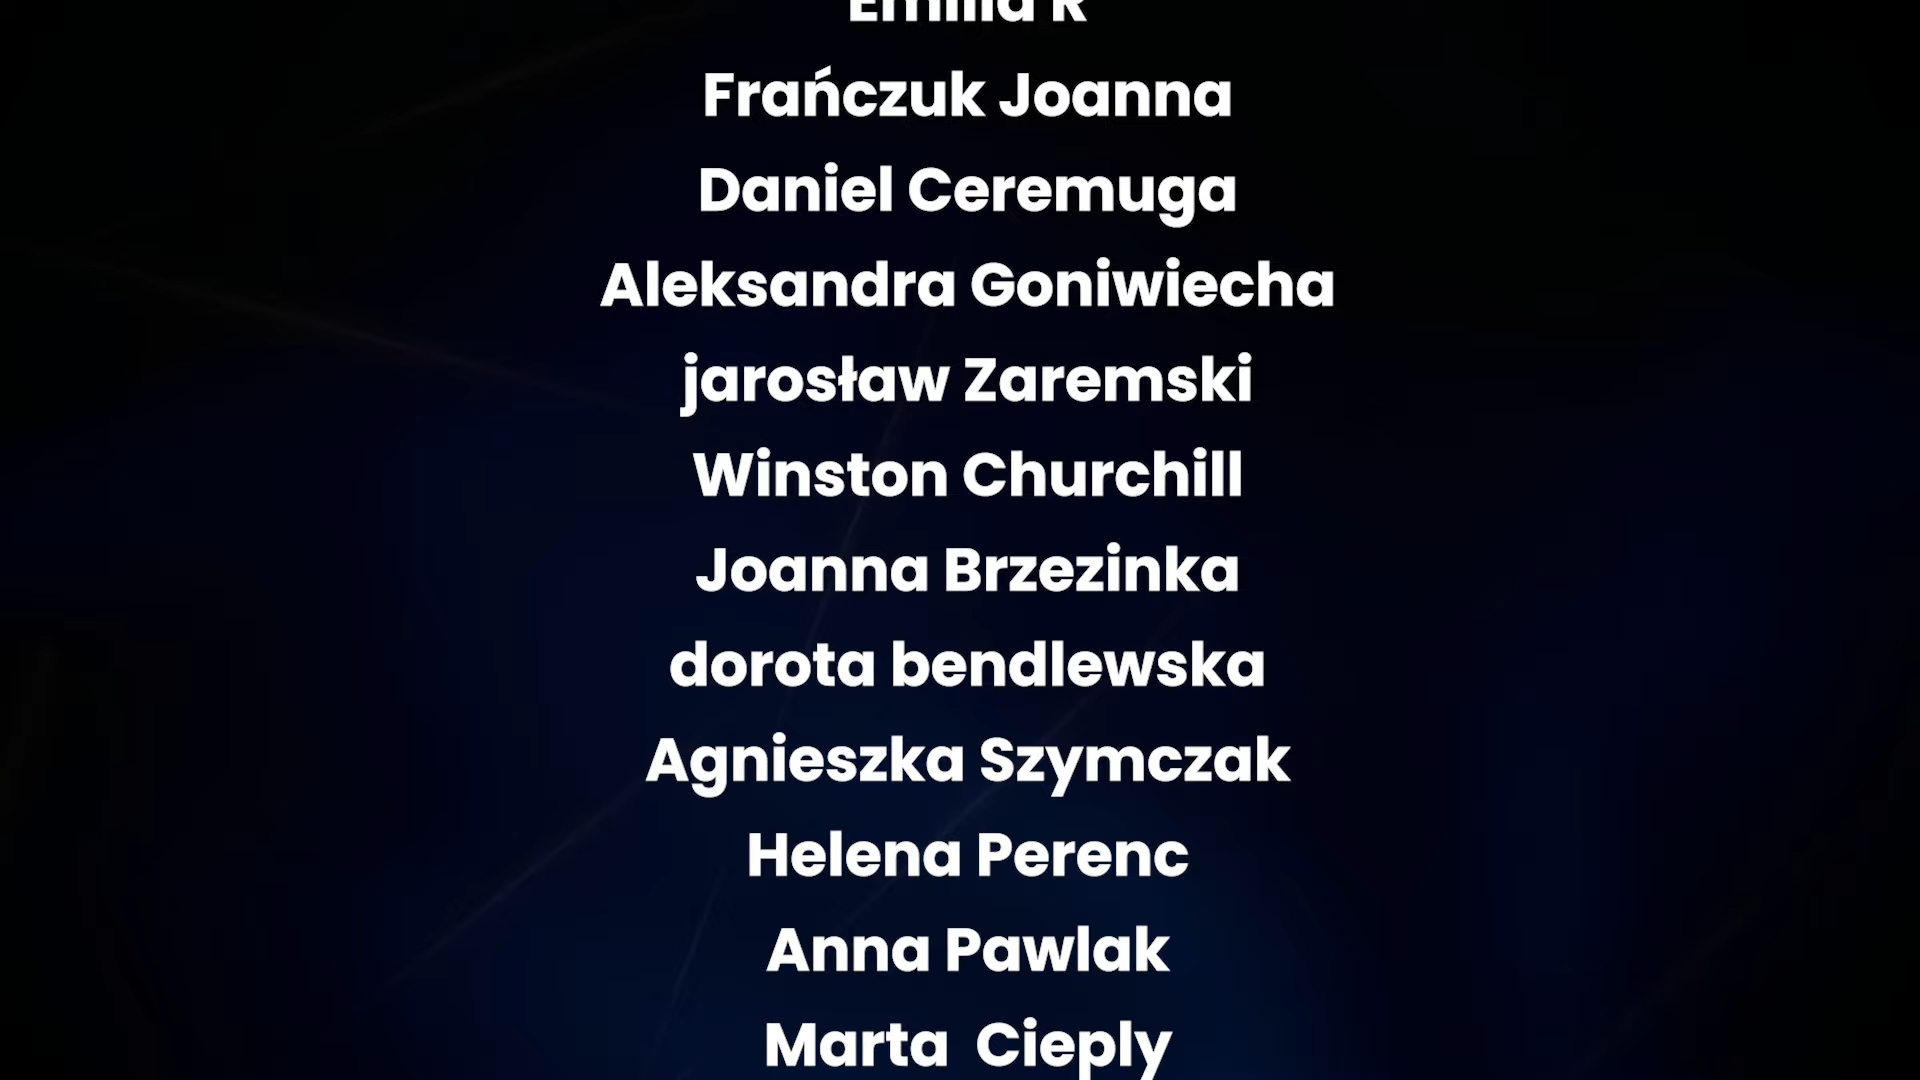 Emilia R
Frańczuk Joanna
Daniel Ceremuga
Aleksandra Goniwiecha
jarosław Zaremski
Winston Churchill
Joanna Brzezinka
dorota bendlewska
Agnieszka Szymczak
Helena Perenc
Anna Pawlak
Marta  Cieply